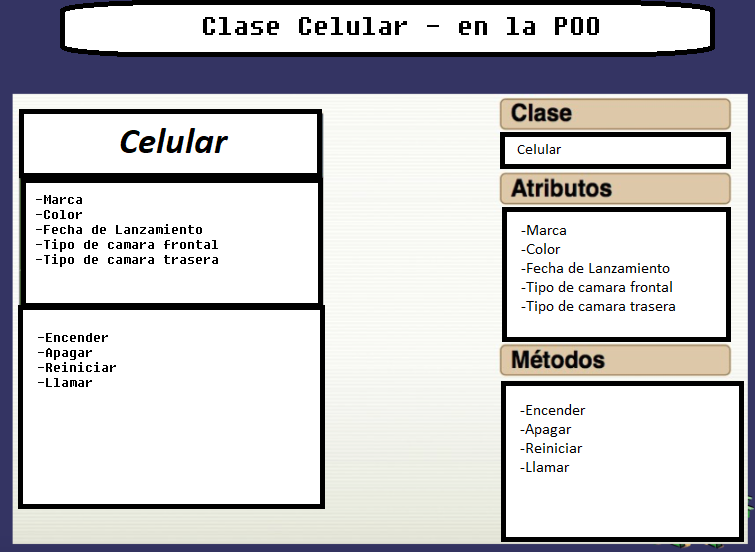 Clase Celular - en la POO
Celular
-Marca
-Color
-Fecha de Lanzamiento
-Tipo de camara frontal
-Tipo de camara trasera
-Encender
-Apagar
-Reiniciar
-Llamar
Clase
Celular
Atributos
-Marca
-Color
-Fecha de Lanzamiento
-Tipo de camara frontal
-Tipo de camara trasera
Métodos
-Encender
-Apagar
-Reiniciar
-Llamar